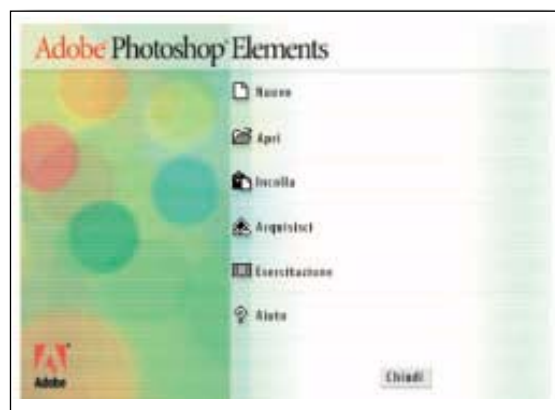 Adobe Photoshop Elements
Nuovo
Apri
Incolla
Acquisisci
Esercitazione
Aiuto
Adobe
Chiudi